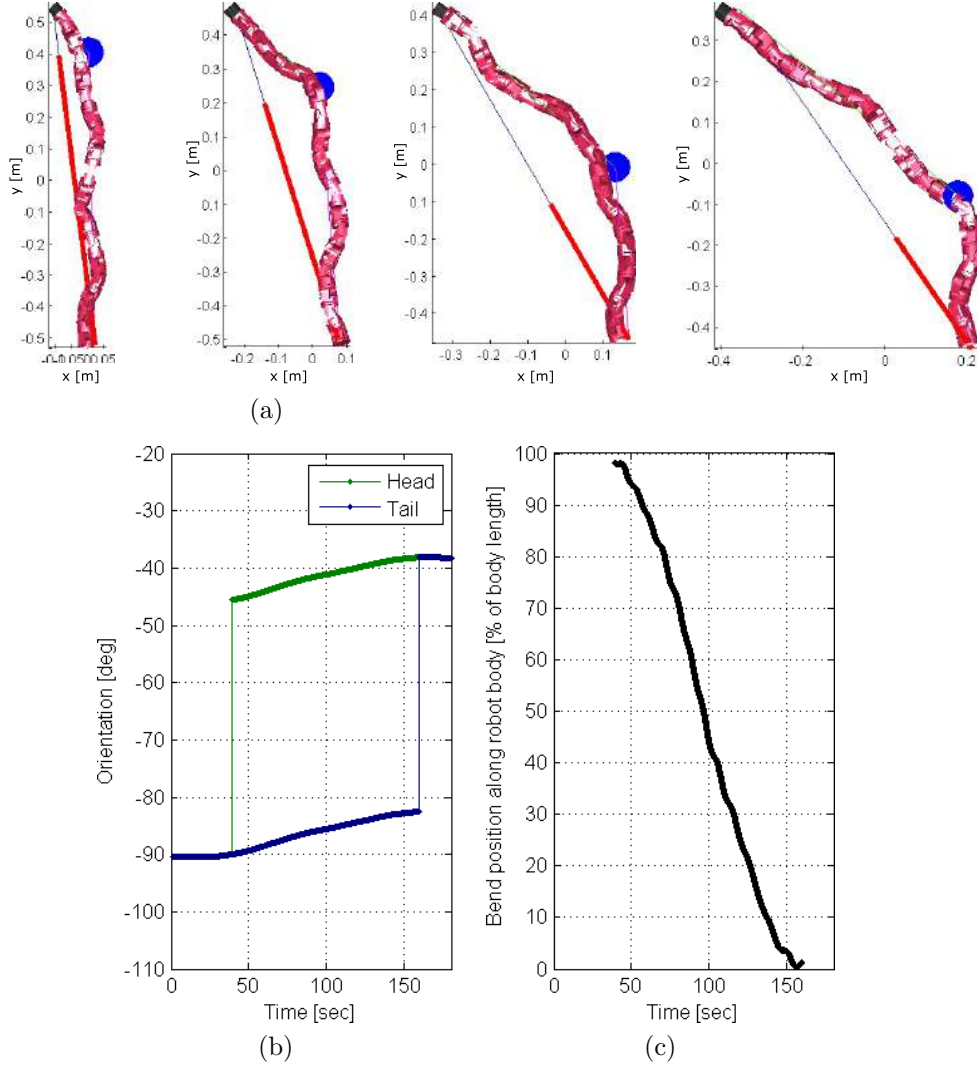 y [m]
0.5
0.4
0.3
0.2
0.1
0
-0.1
-0.2
-0.3
-0.4
-0.5
x [m]
y [m]
0.4
0.3
0.2
0.1
0
-0.1
-0.2
-0.3
-0.4
-0.5
-0.2 -0.1 0 0.1
x [m]
y [m]
0.4
0.3
0.2
0.1
0
-0.1
-0.2
-0.3
-0.4
-0.3 -0.2 -0.1 0 0.1
x [m]
y [m]
0.3
0.2
0.1
0
-0.1
-0.2
-0.3
-0.4
-0.4 -0.2 0 0.2
x [m]
(a)
Orientation [deg]
-20
-30
-40
-50
-60
-70
-80
-90
-100
-110
Head
Tail
0 50 100 150
Time [sec]
(b)
Bend position along robot body [% of body length]
100
90
80
70
60
50
40
30
20
10
0
0 50 100 150
Time [sec]
(c)